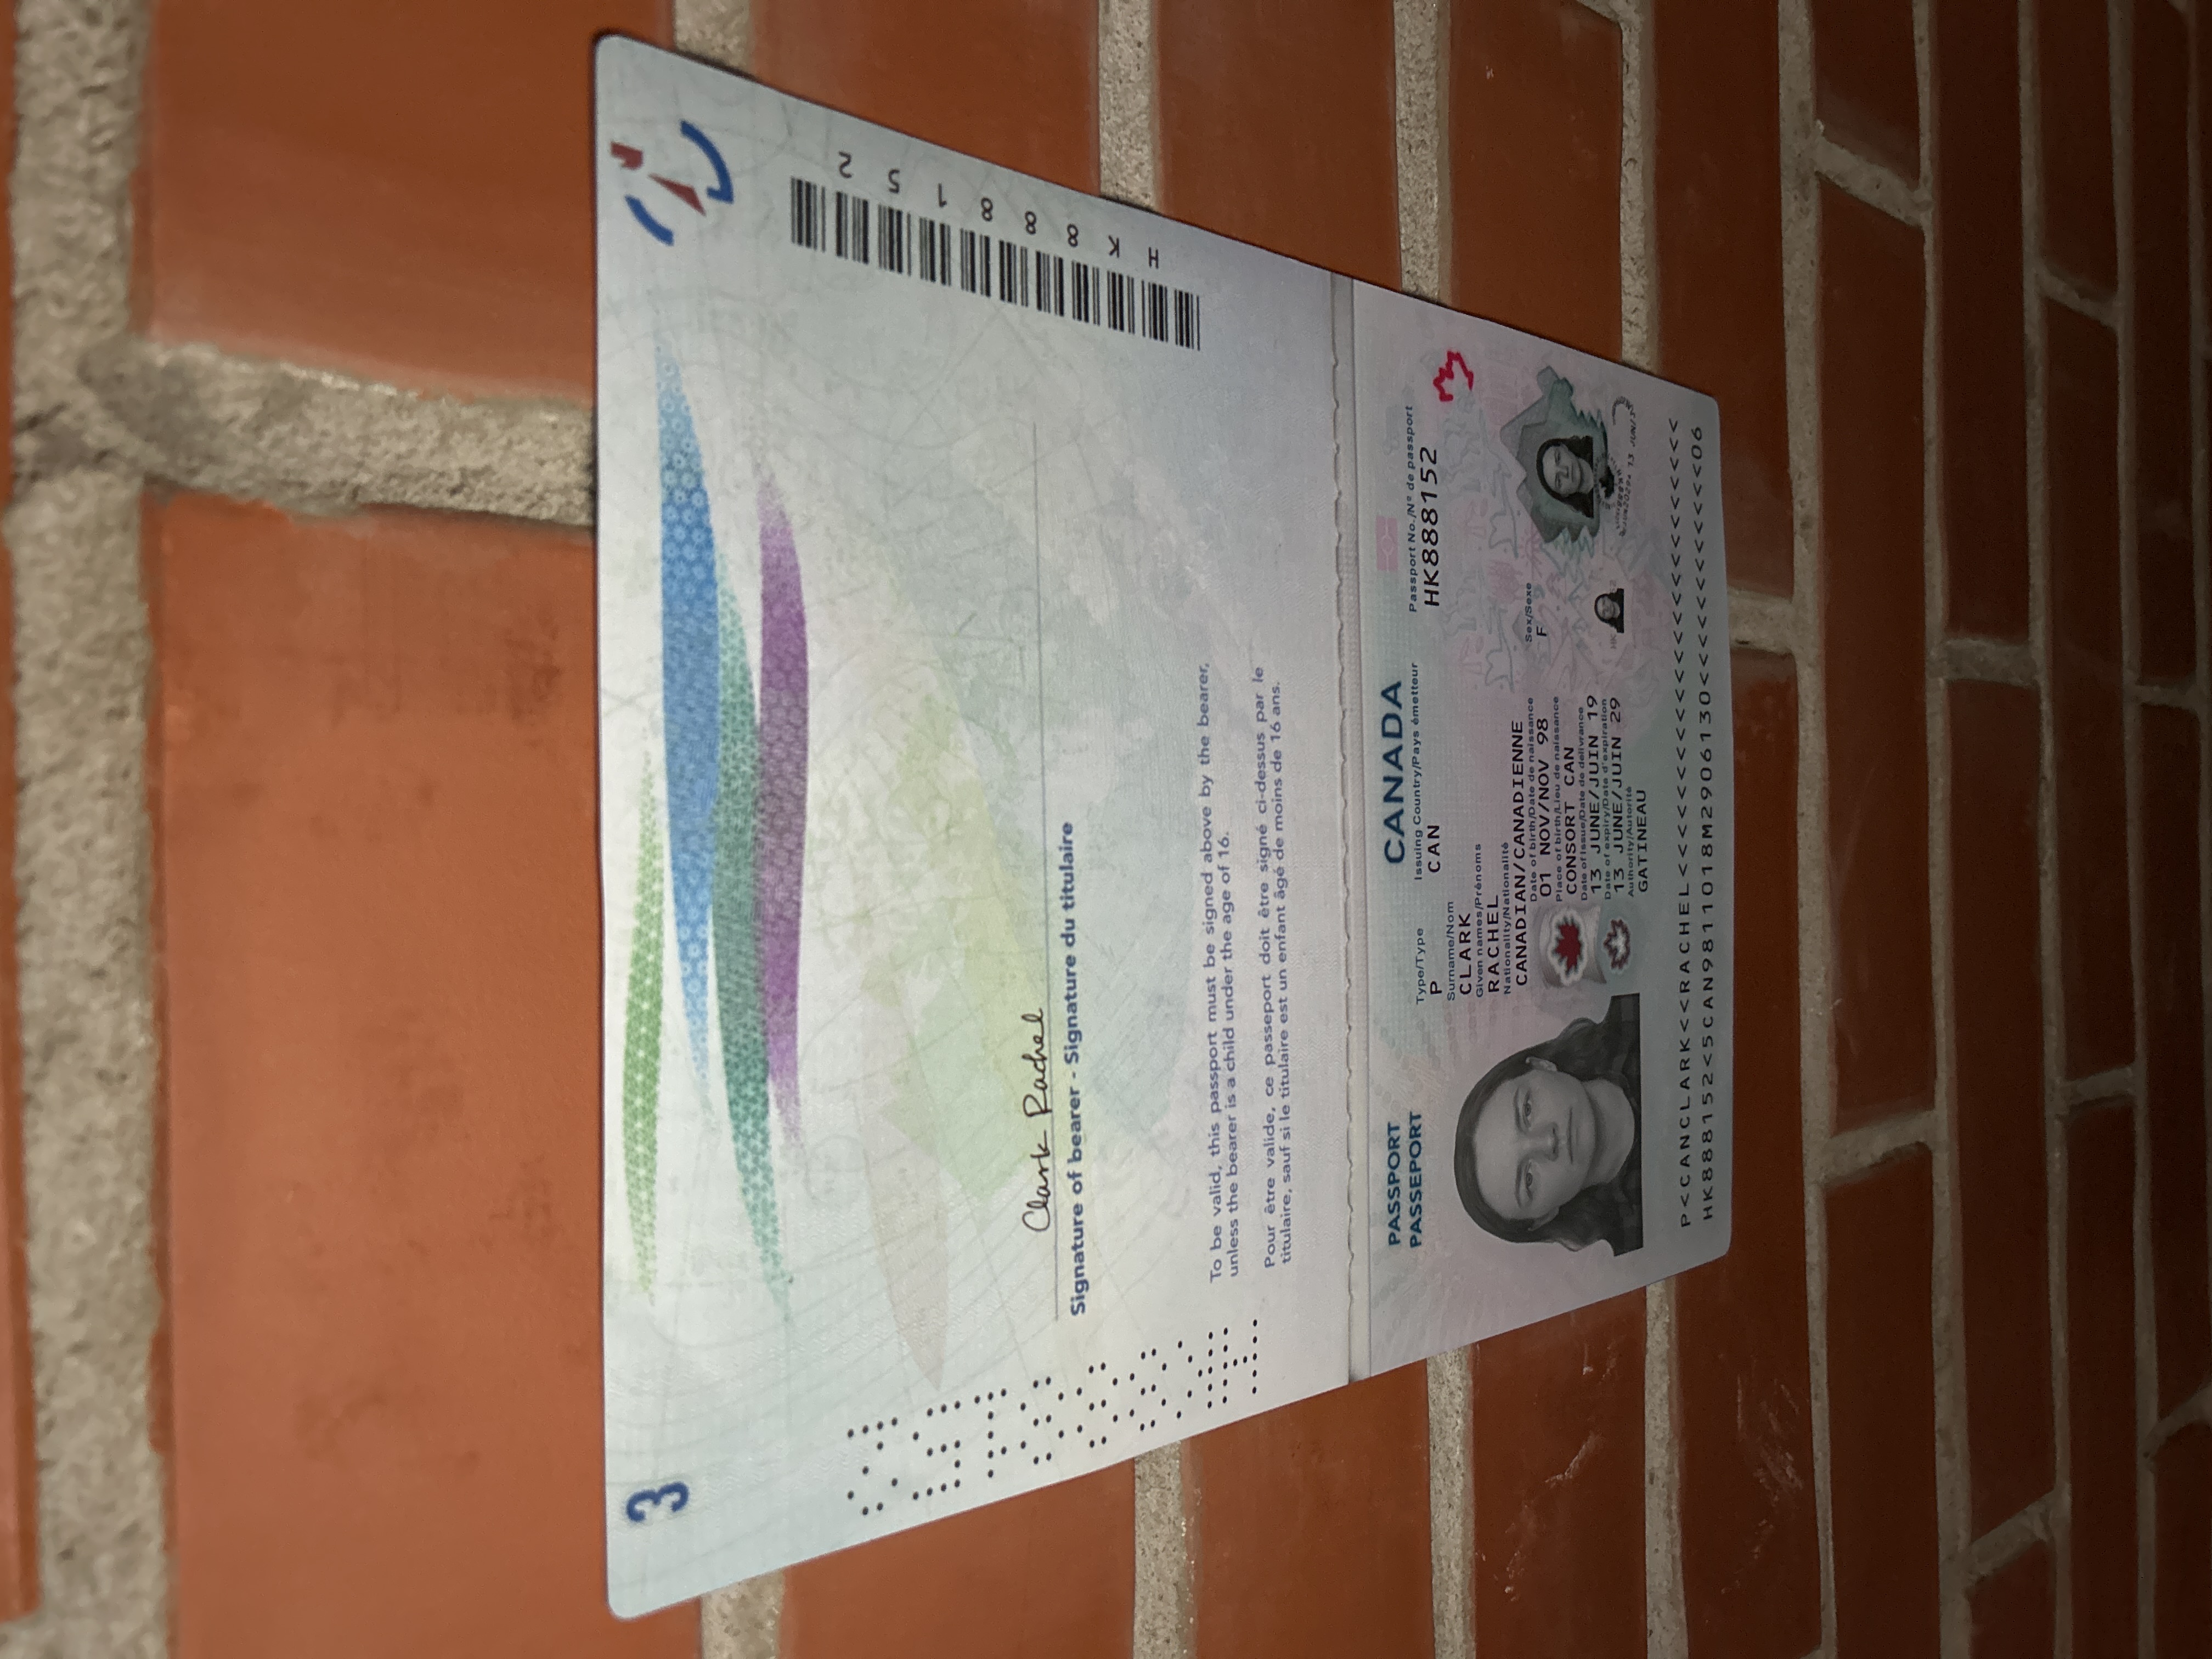 3
Clark Rachel
Signature of bearer - Signature du titulaire
To be valid, this passport must be signed above by the bearer,
unless the bearer is a child under the age of 16.
Pour être valide, ce passeport doit être signé ci-dessus par le
titulaire, sauf si le titulaire est un enfant âgé de moins de 16 ans.
HK888152
PASSPORT
PASSEPORT
CANADA
Type/Type
Issuing Country/Pays émetteur
Passport No./Nº de passport
P
CAN
HK888152
Surname/Nom
CLARK
Given names/Prénoms
RACHEL
Nationality/Nationalité
CANADIAN/CANADIENNE
Date of birth/Date de naissance
Sex/Sexe
01 NOV/NOV 98
F
Place of birth/Lieu de naissance
CONSORT CAN
Date of issue/Date de delivrance
13 JUNE/JUIN 19
Date of expiry/Date d'expiration
13 JUNE/JUIN 29
Authority/Autorité
GATINEAU
P<CANCLARK<<RACHEL<<<<<<<<<<<<<<<<<<<<<<<<<<
HK888152<5CAN9811018M2906130<<<<<<<<<<<<<<06